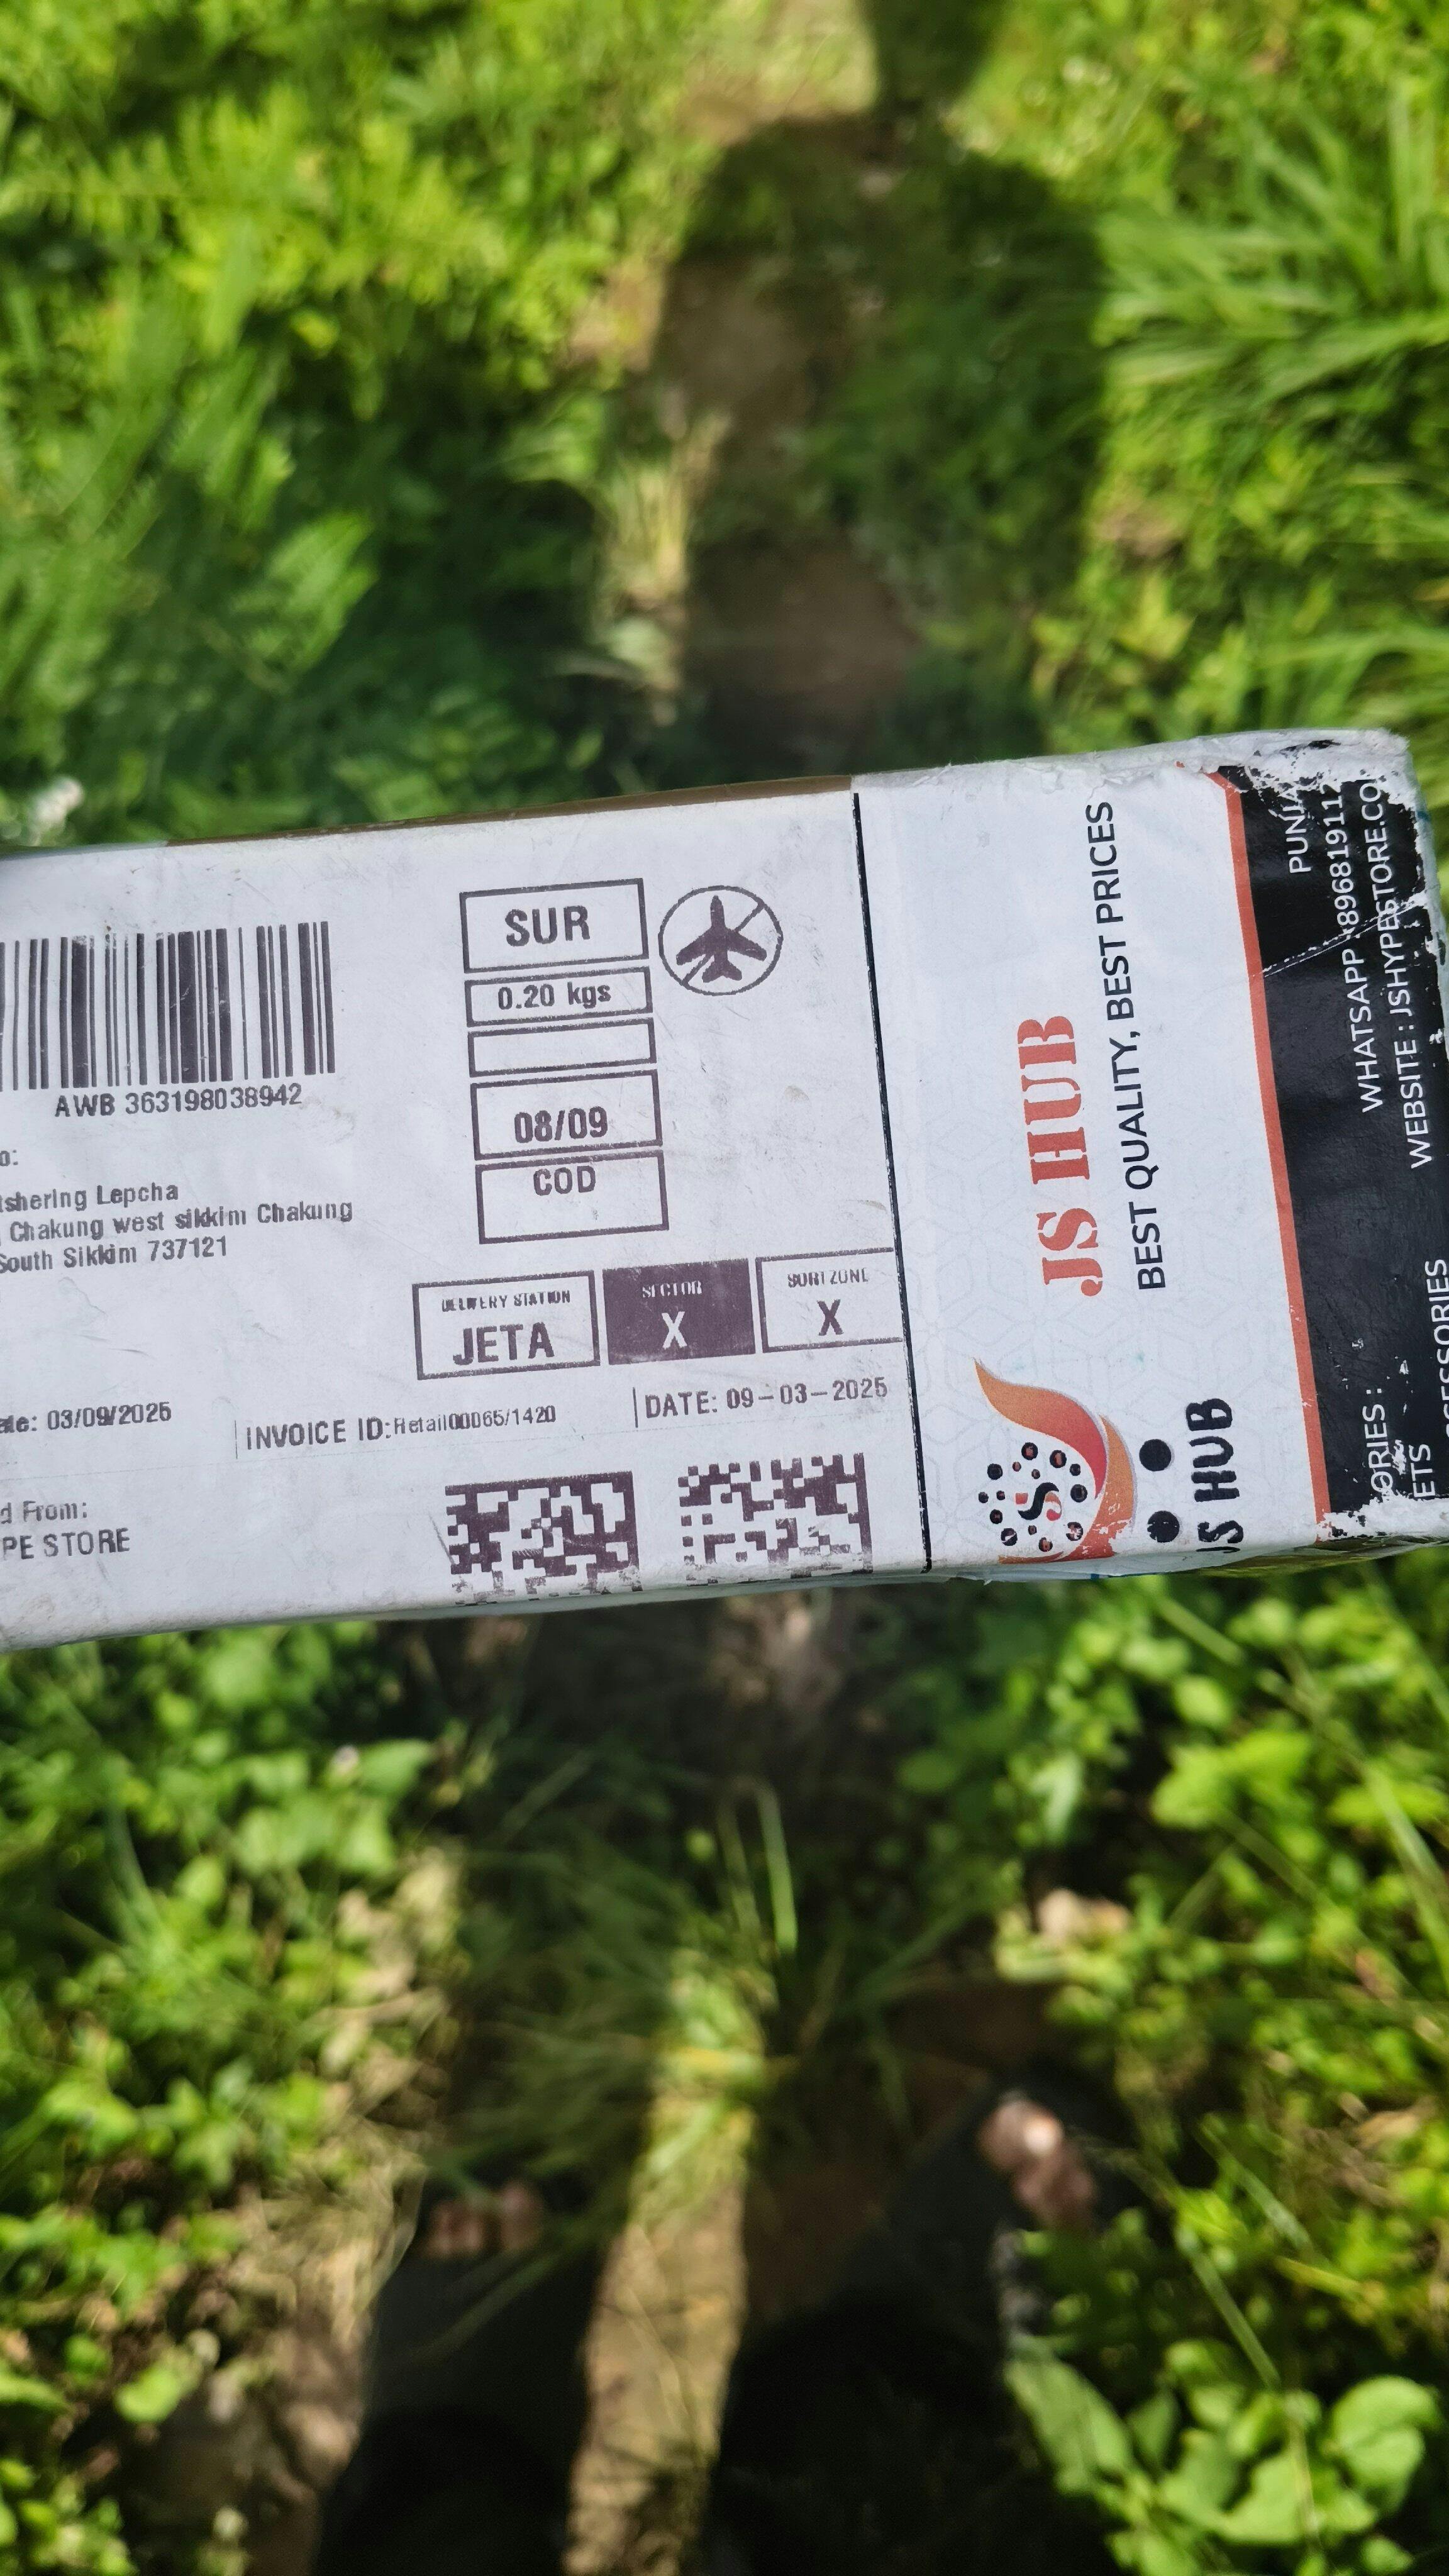 SUR
0.20 kgs
AWB 363198038942
08/09
COD
o:
tshering Lepcha
, Chakung west sikkim Chakung
South Sikkim 737121
DELIVERY STATION
JETA
SECTOR
X
SORT ZONE
X
ate: 03/09/2025
INVOICE ID:Retail00065/1420
DATE: 09-03-2025
d From:
PE STORE
JS HUB
BEST QUALITY, BEST PRICES
JS HUB
PUNJA
WHATSAPP :896819111
WEBSITE : JSHYPESTORE.CO
ORIES :
ETS
CESSORIES